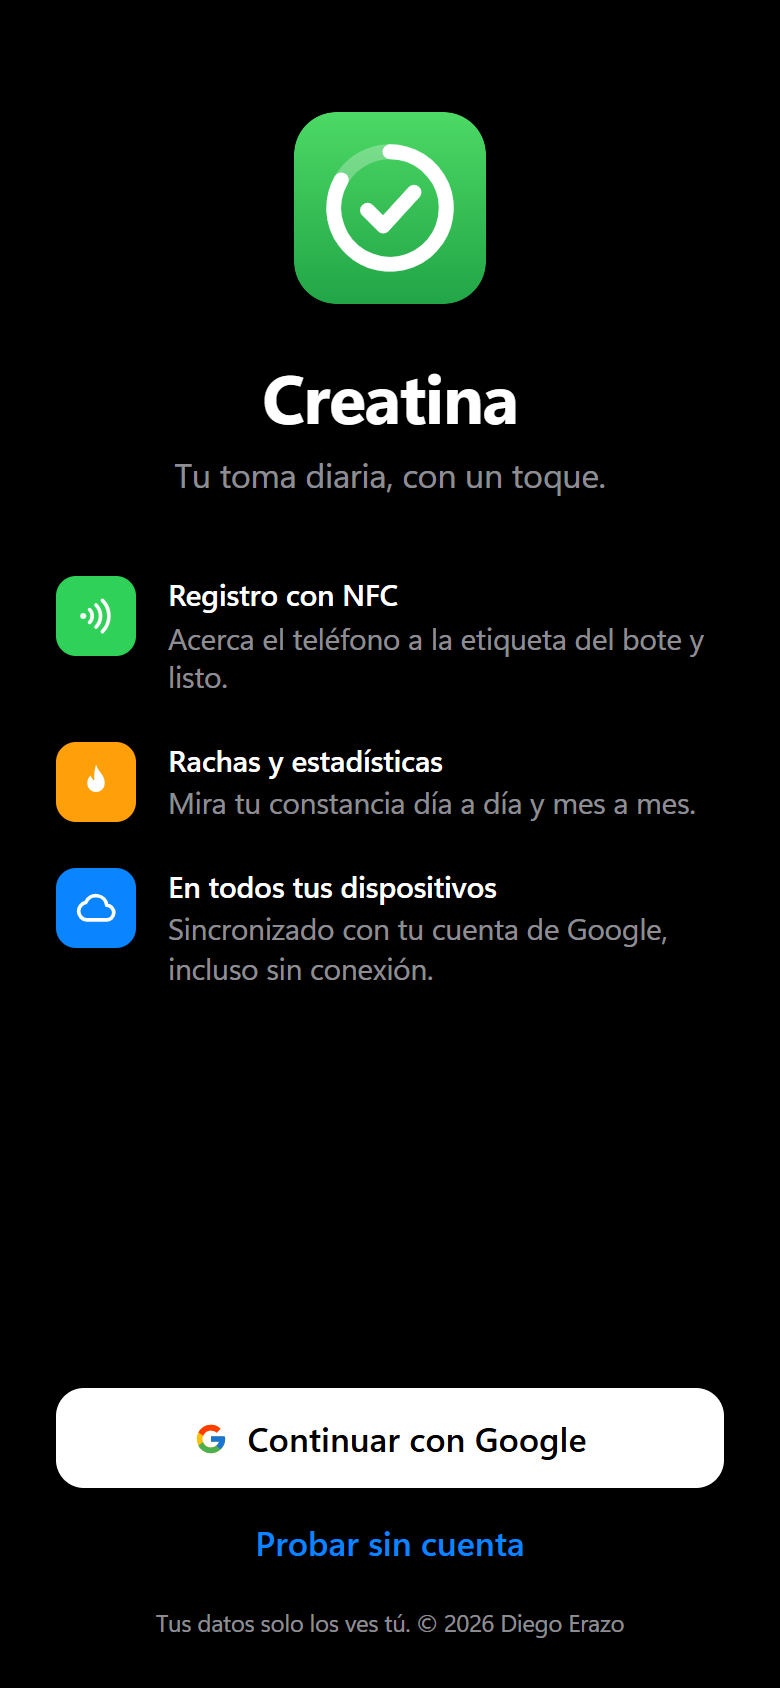 Creatina
Tu toma diaria, con un toque.
Registro con NFC
Acerca el teléfono a la etiqueta del bote y
listo.
Rachas y estadísticas
Mira tu constancia día a día y mes a mes.
En todos tus dispositivos
Sincronizado con tu cuenta de Google,
incluso sin conexión.
Continuar con Google
Probar sin cuenta
Tus datos solo los ves tú. © 2026 Diego Erazo